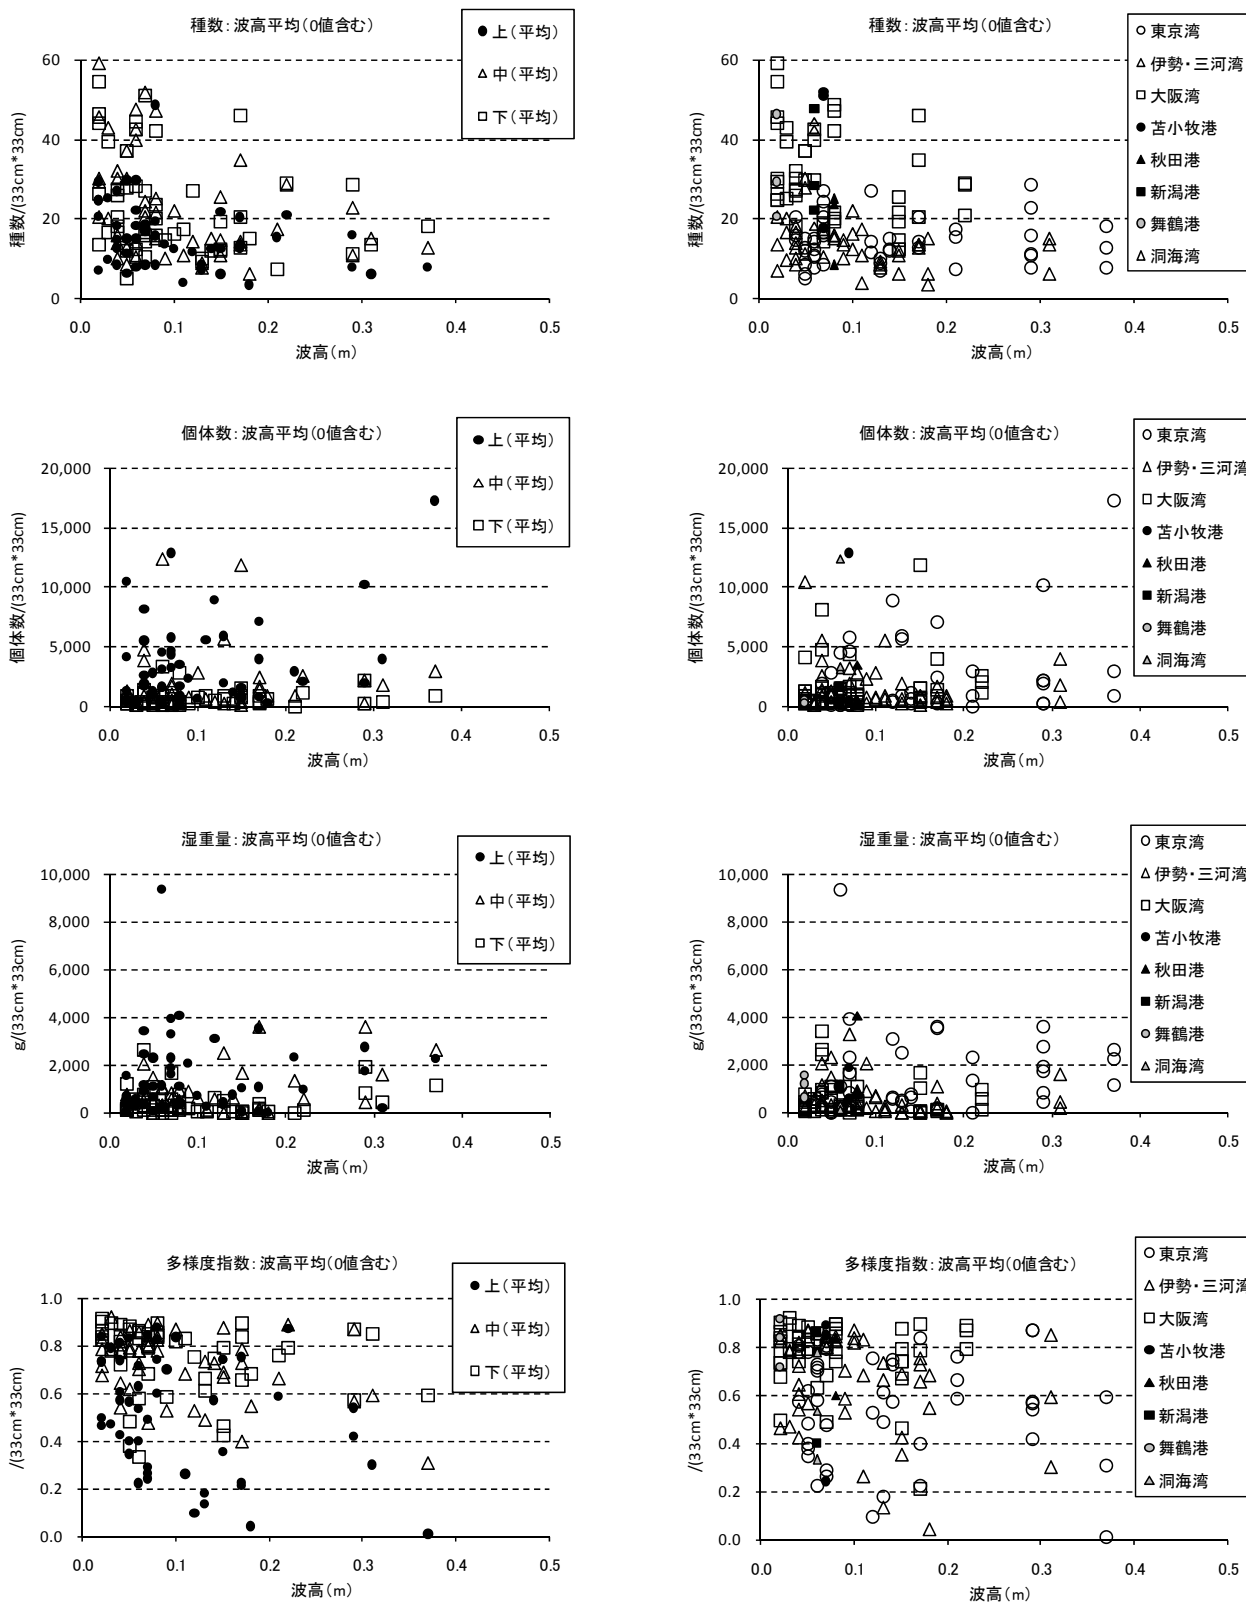 種数：波高平均（0値含む）
上（平均）
中（平均）
下（平均）
60
40
20
0
種数/(33cm*33cm)
0.0 0.1 0.2 0.3 0.4 0.5
波高（m）
種数：波高平均（0値含む）
東京湾
伊勢・三河湾
大阪湾
苫小牧港
秋田港
新潟港
舞鶴港
洞海湾
60
40
20
0
種数/(33cm*33cm)
0.0 0.1 0.2 0.3 0.4 0.5
波高（m）
個体数：波高平均（0値含む）
上（平均）
中（平均）
下（平均）
20,000
15,000
10,000
5,000
0
個体数/(33cm*33cm)
0.0 0.1 0.2 0.3 0.4 0.5
波高（m）
個体数：波高平均（0値含む）
東京湾
伊勢・三河湾
大阪湾
苫小牧港
秋田港
新潟港
舞鶴港
洞海湾
20,000
15,000
10,000
5,000
0
個体数/(33cm*33cm)
0.0 0.1 0.2 0.3 0.4 0.5
波高（m）
湿重量：波高平均（0値含む）
上（平均）
中（平均）
下（平均）
10,000
8,000
6,000
4,000
2,000
0
g/(33cm*33cm)
0.0 0.1 0.2 0.3 0.4 0.5
波高（m）
湿重量：波高平均（0値含む）
東京湾
伊勢・三河湾
大阪湾
苫小牧港
秋田港
新潟港
舞鶴港
洞海湾
10,000
8,000
6,000
4,000
2,000
0
g/(33cm*33cm)
0.0 0.1 0.2 0.3 0.4 0.5
波高（m）
多様度指数：波高平均（0値含む）
上（平均）
中（平均）
下（平均）
1.0
0.8
0.6
0.4
0.2
0.0
/(33cm*33cm)
0.0 0.1 0.2 0.3 0.4 0.5
波高（m）
多様度指数：波高平均（0値含む）
東京湾
伊勢・三河湾
大阪湾
苫小牧港
秋田港
新潟港
舞鶴港
洞海湾
1.0
0.8
0.6
0.4
0.2
0.0
/(33cm*33cm)
0.0 0.1 0.2 0.3 0.4 0.5
波高（m）